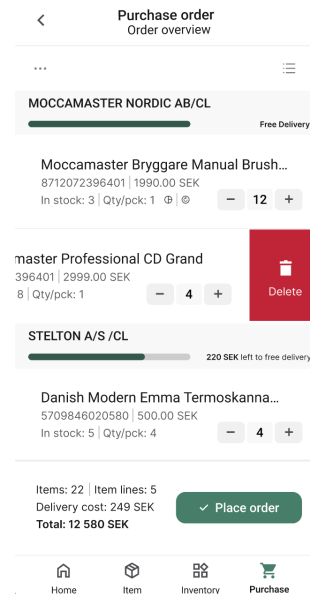 Purchase order
Order overview
MOCCAMASTER NORDIC AB/CL
Free Delivery
Moccamaster Bryggare Manual Brush...
8712072396401 | 1990.00 SEK
In stock: 3 | Qty/pck: 1
− 12 +
master Professional CD Grand
396401 | 2999.00 SEK
8 | Qty/pck: 1
− 4 +
Delete
STELTON A/S /CL
220 SEK left to free delivery
Danish Modern Emma Termoskanna...
5709846020580 | 500.00 SEK
In stock: 5 | Qty/pck: 4
− 4 +
Items: 22 | Item lines: 5
Delivery cost: 249 SEK
Total: 12 580 SEK
Place order
Home
Item
Inventory
Purchase